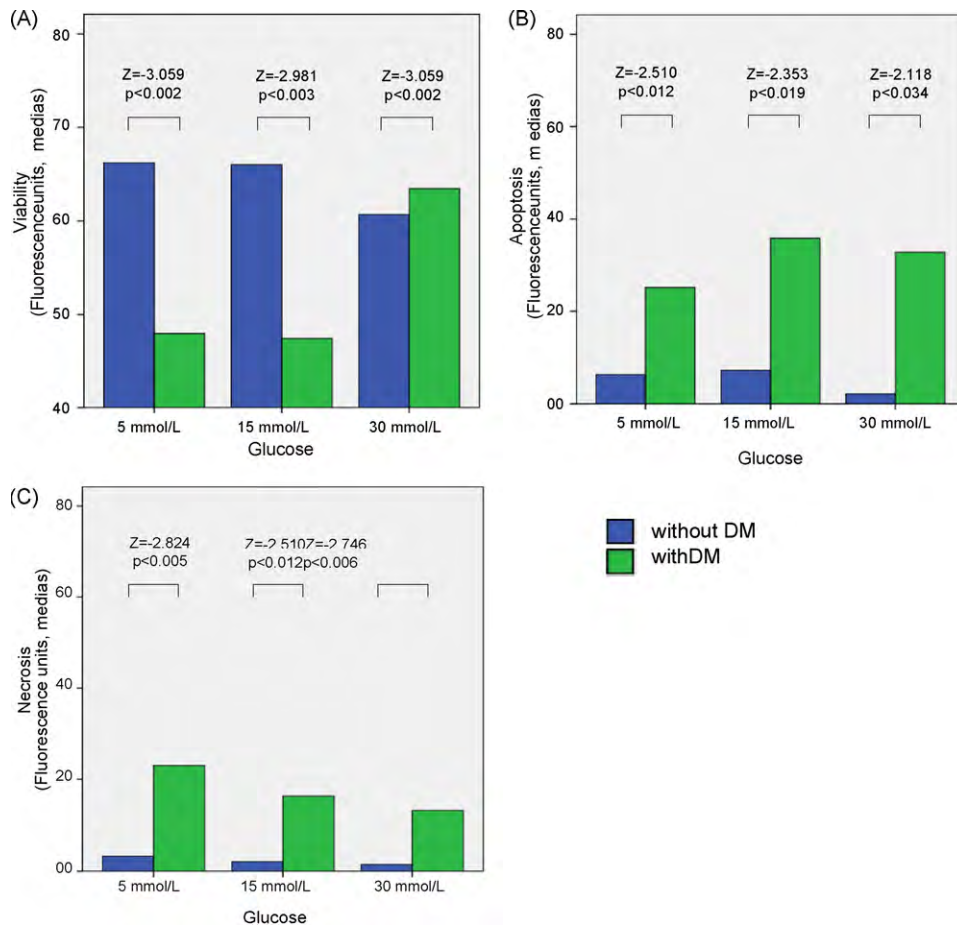 (A)
80
70
60
50
40
Viability
(Fluorescenceunits, medias)
Z=-3.059
p<0.002
Z=-2.981
p<0.003
Z=-3.059
p<0.002
5 mmol/L
15 mmol/L
30 mmol/L
Glucose
(B)
80
60
40
20
00
Apoptosis
(Fluorescenceunits, m edias)
Z=-2.510
p<0.012
Z=-2.353
p<0.019
Z=-2.118
p<0.034
5 mmol/L
15 mmol/L
30 mmol/L
Glucose
(C)
80
60
40
20
00
Necrosis
(Fluorescence units, medias)
Z=-2.824
p<0.005
Z=-2.510Z=-2.746
p<0.012p<0.006
5 mmol/L
15 mmol/L
30 mmol/L
Glucose
without DM
withDM